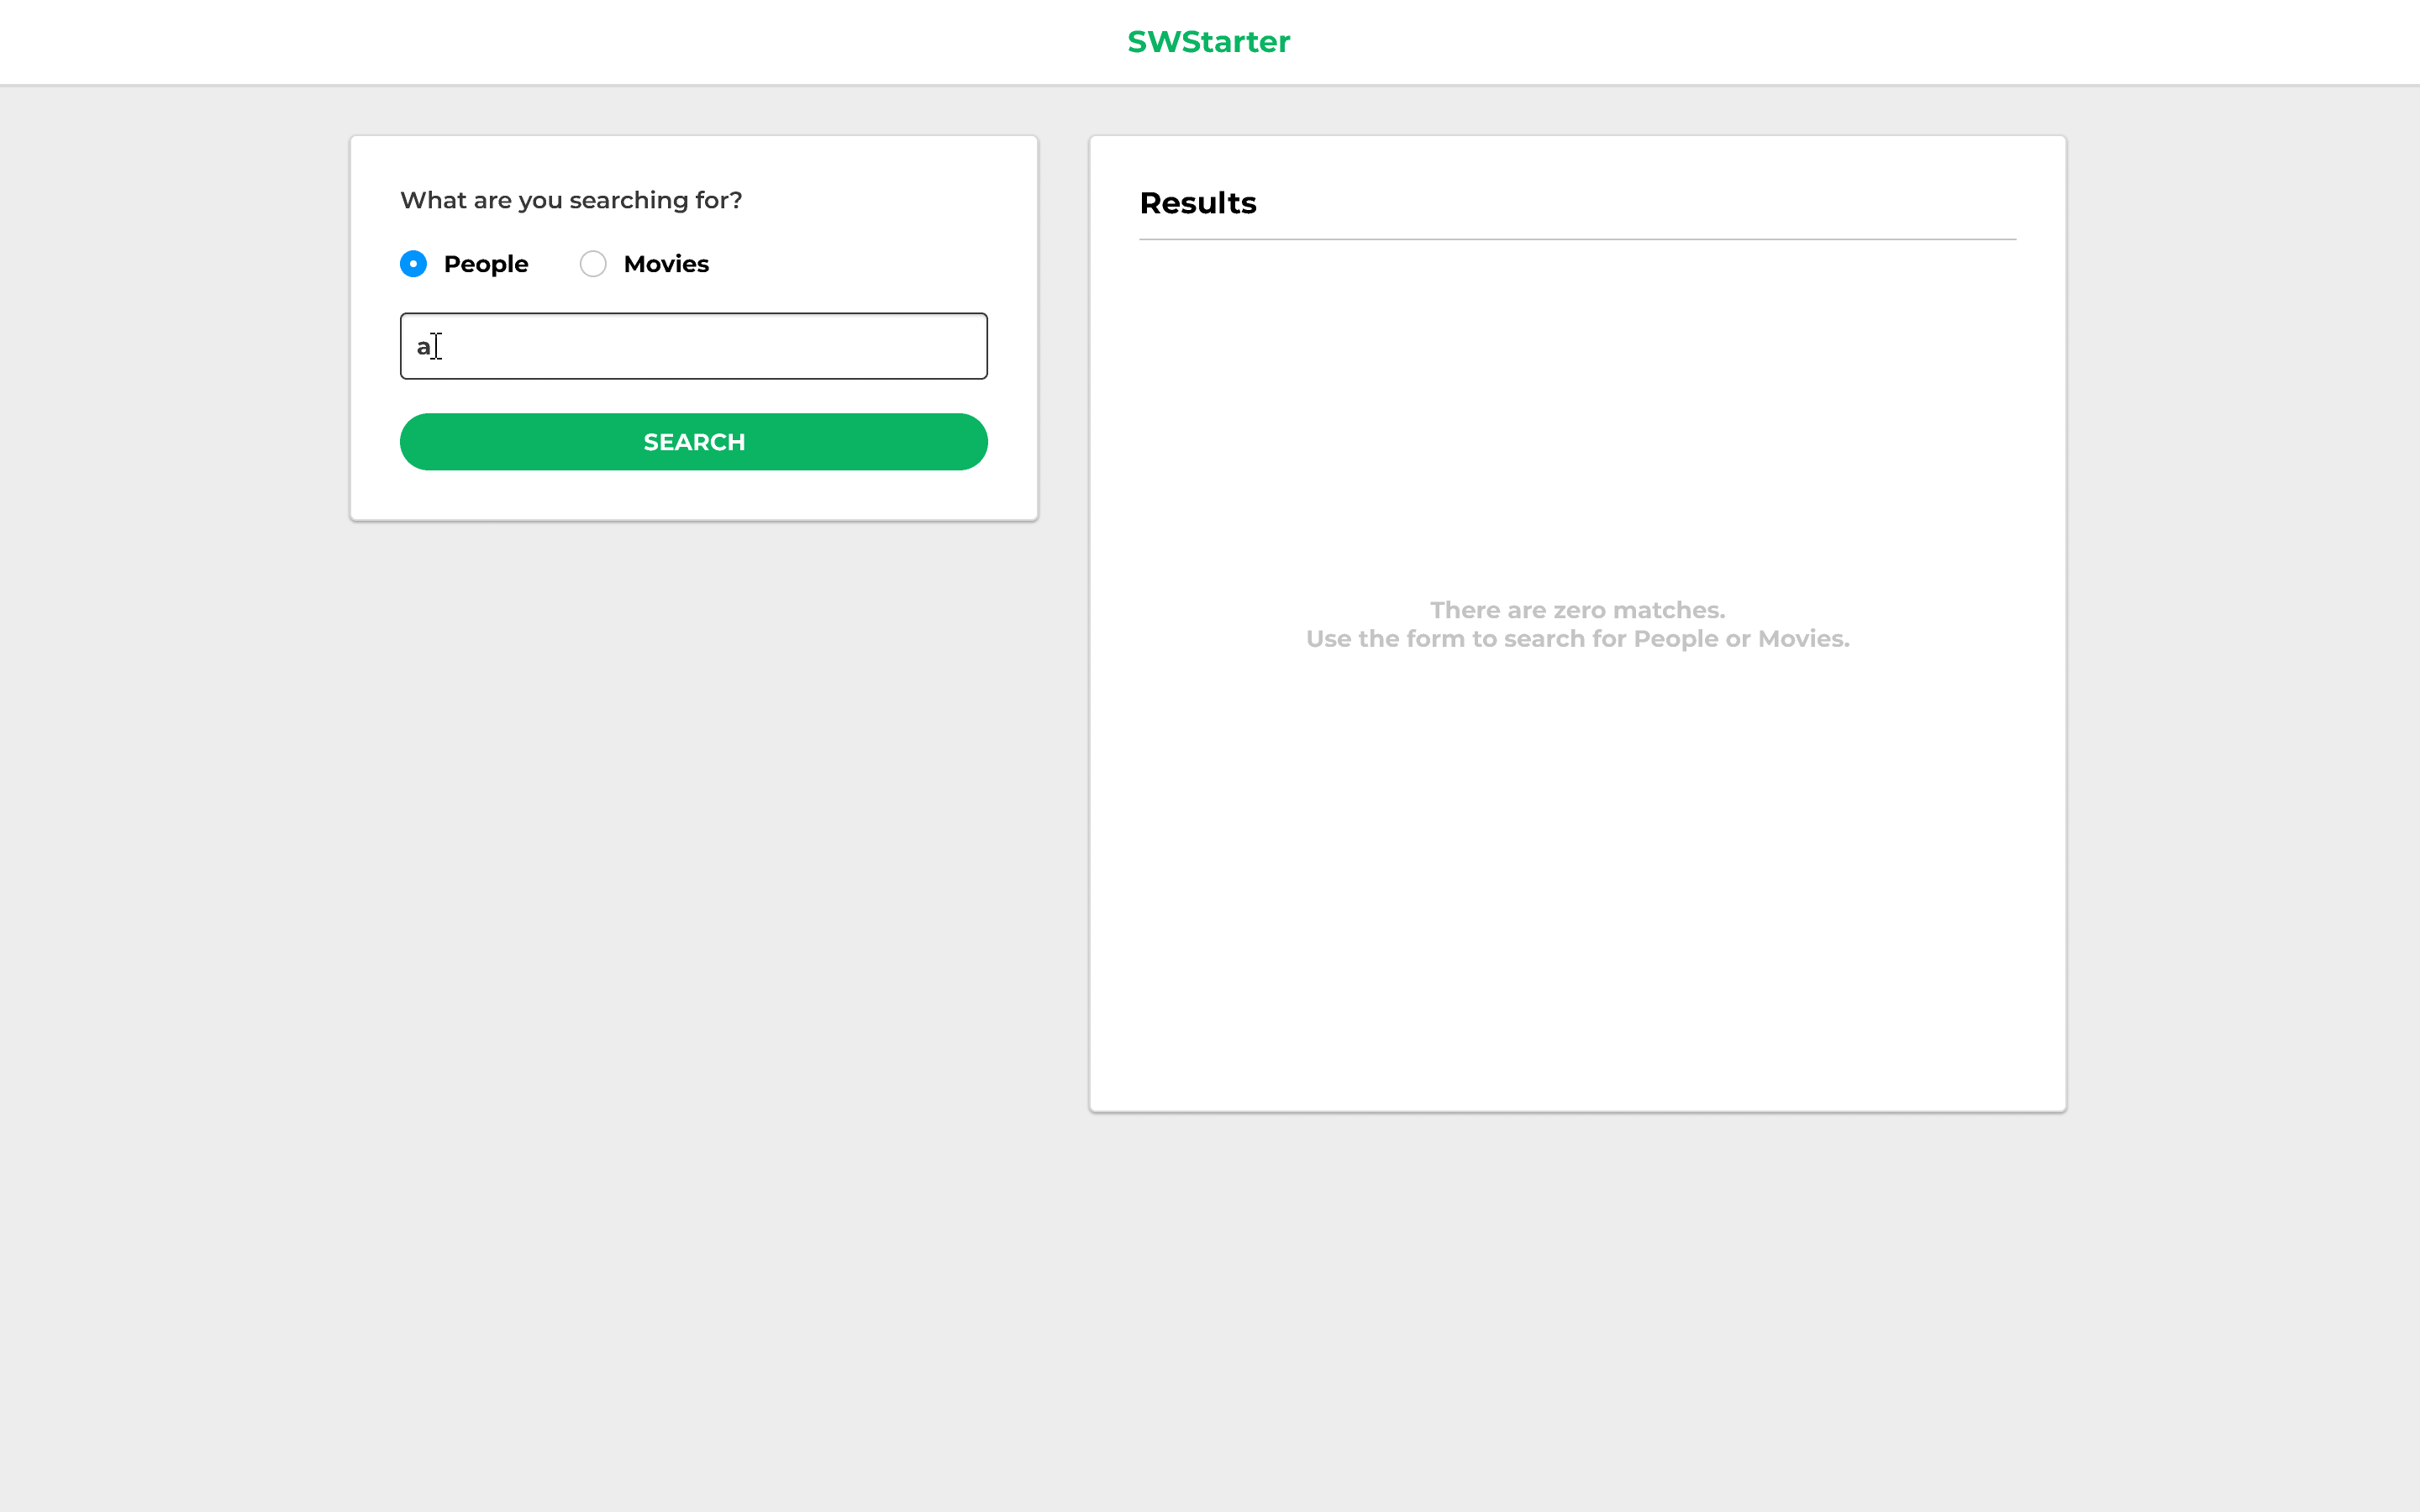 SWStarter
What are you searching for?
People
Movies
a
SEARCH
Results
There are zero matches.
Use the form to search for People or Movies.